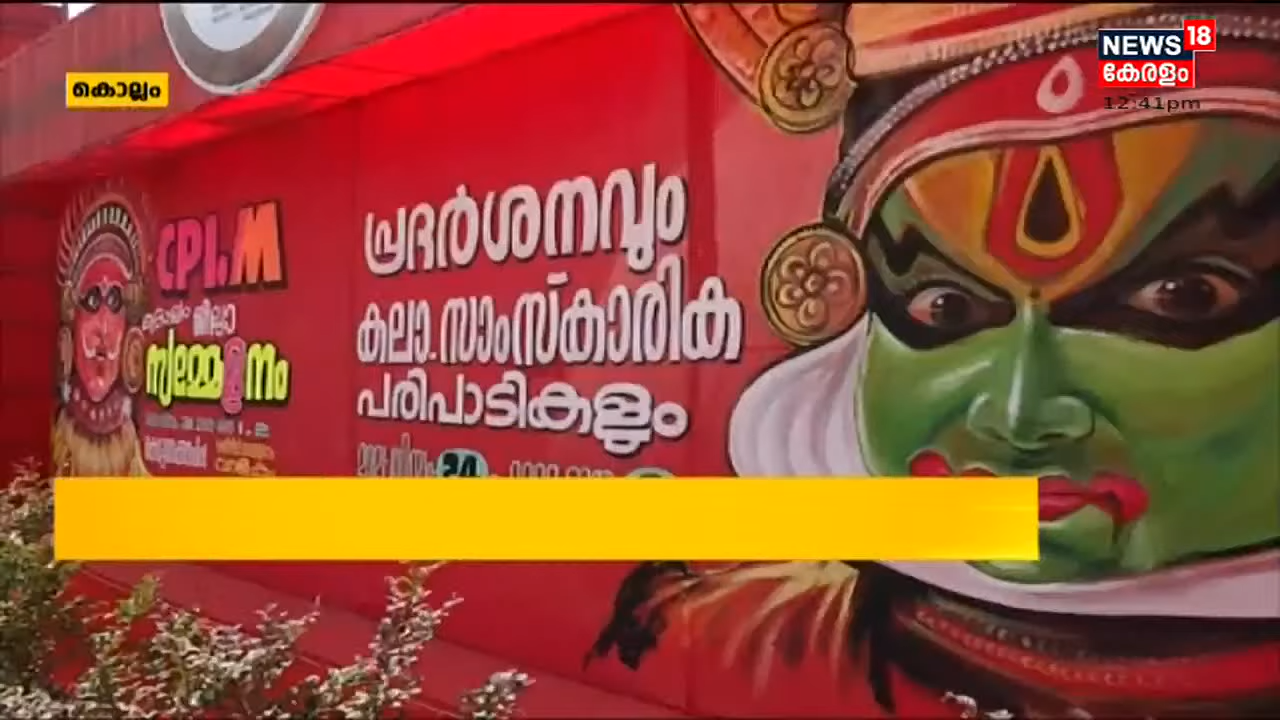 NEWS 18
കേരളം
12:41pm
കൊല്ലം
CPI.M
ജില്ലാ
സമ്മേളനം
പ്രദർശനവും
കലാ.സാംസ്കാരിക
പരിപാടികളും